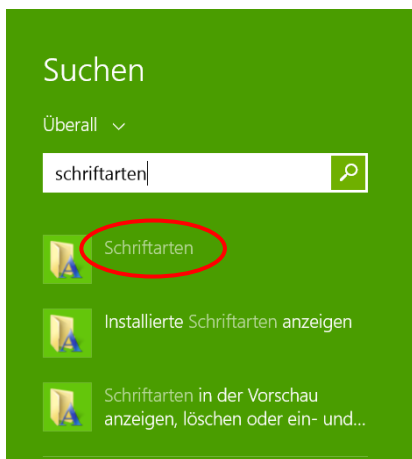 Suchen
Überall
schriftarten
Schriftarten
Installierte Schriftarten anzeigen
Schriftarten in der Vorschau
anzeigen, löschen oder ein- und...